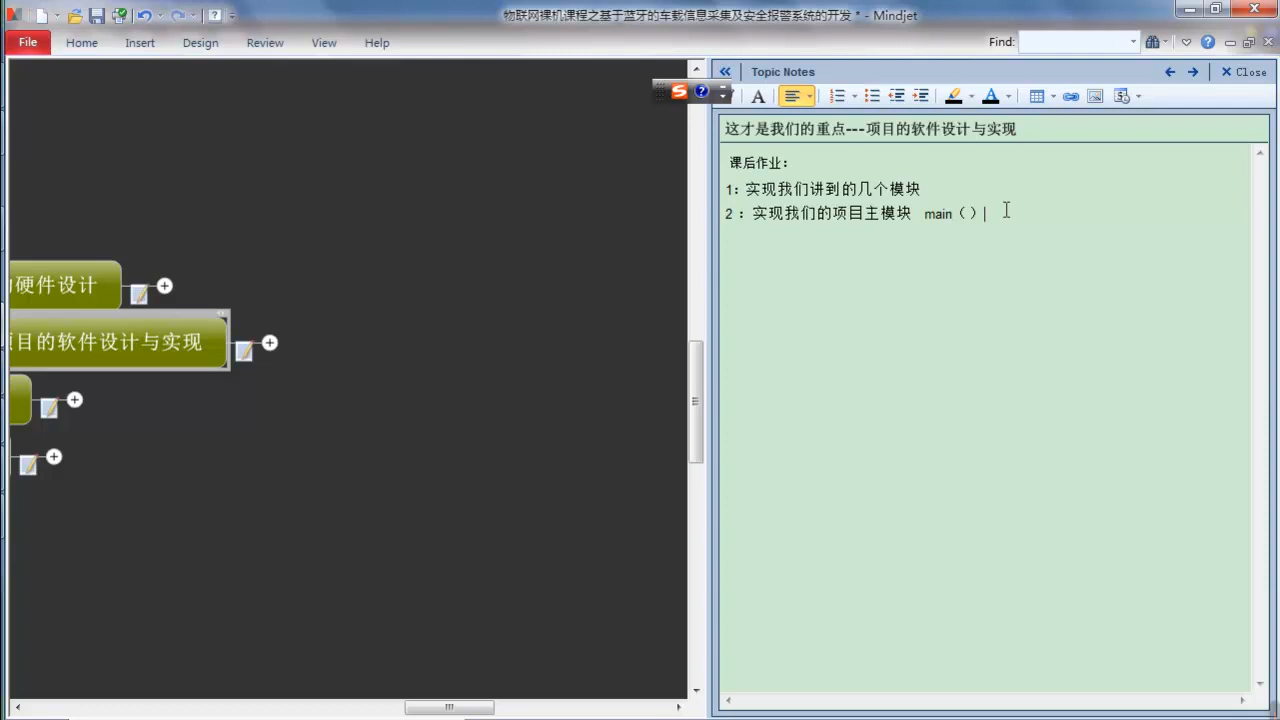 物联网裸机课程之基于蓝牙的车载信息采集及安全报警系统的开发 * - Mindjet
File Home Insert Design Review View Help Find:
Topic Notes Close
这才是我们的重点---项目的软件设计与实现
课后作业：
1：实现我们讲到的几个模块
2 ：实现我们的项目主模块 main（）
硬件设计
项目的软件设计与实现